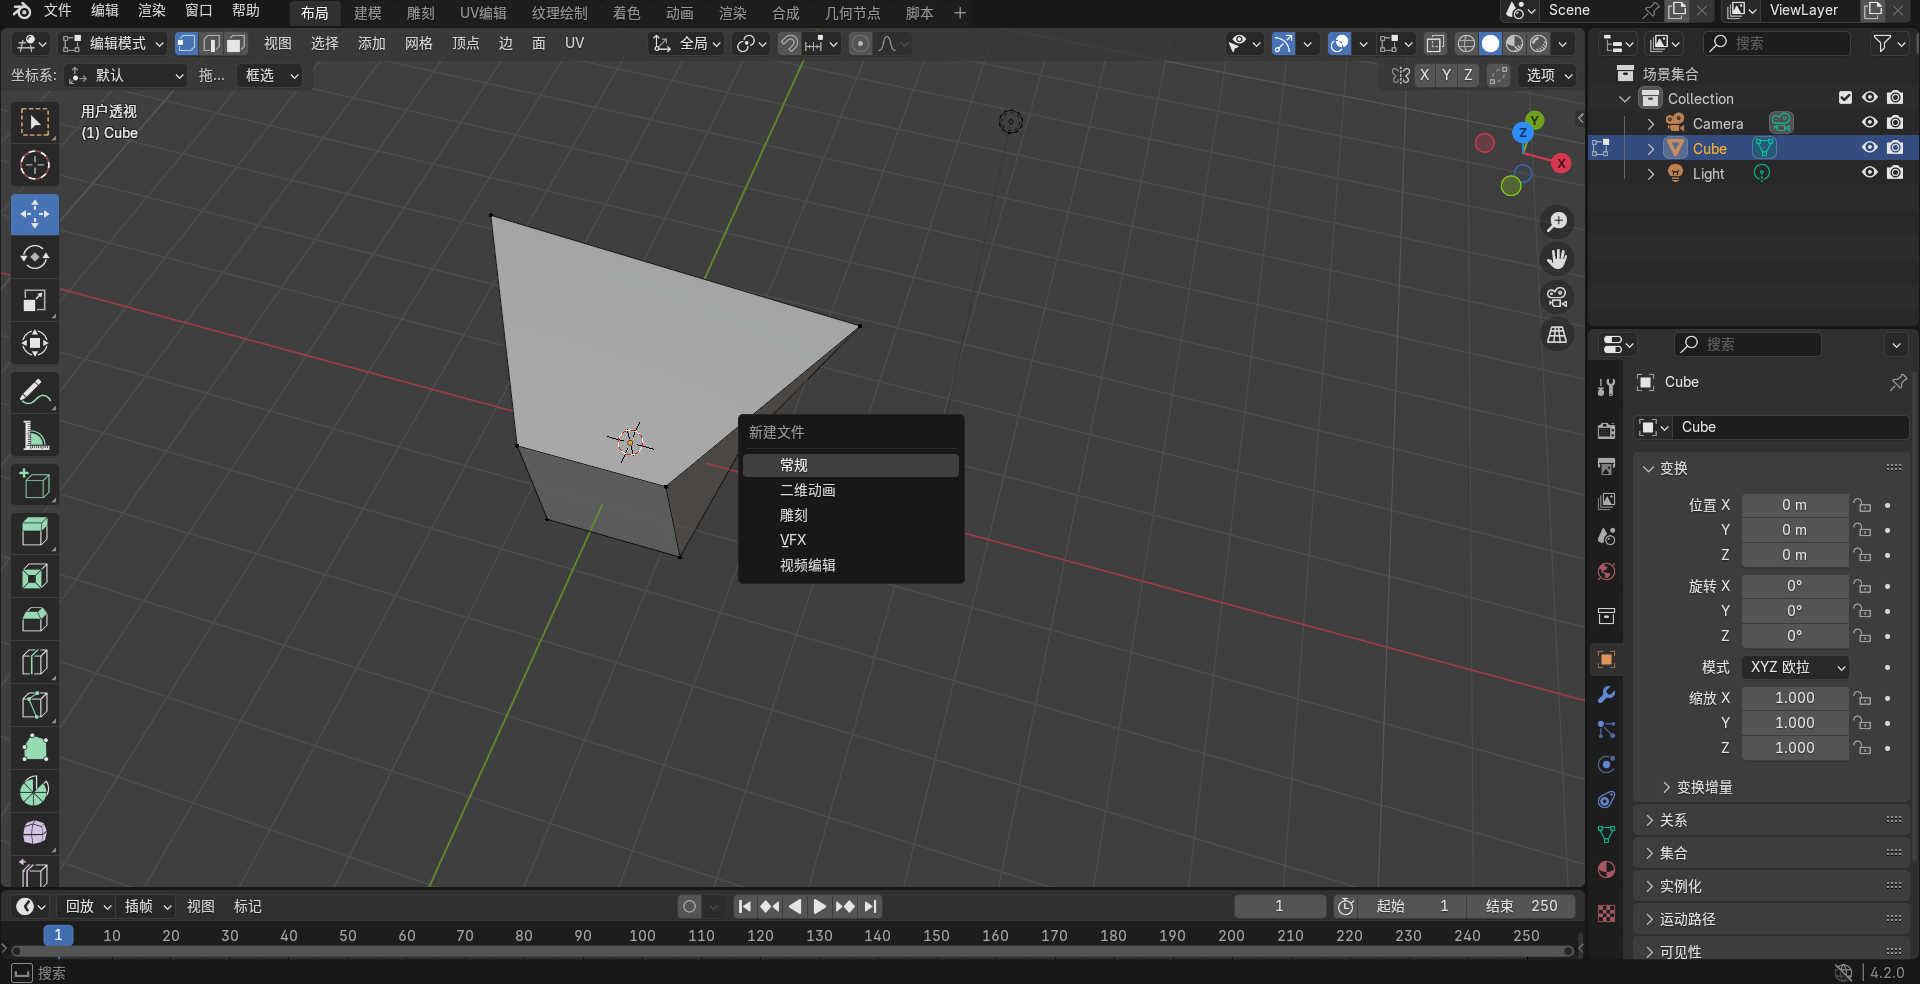 文件 编辑 渲染 窗口 帮助 布局 建模 雕刻 UV编辑 纹理绘制 着色 动画 渲染 合成 几何节点 脚本 + Scene ViewLayer
编辑模式 视图 选择 添加 网格 顶点 边 面 UV 全局
坐标系: 默认 拖... 框选 X Y Z 选项
用户透视
(1) Cube
Y
Z
X
新建文件
常规
二维动画
雕刻
VFX
视频编辑
搜索
场景集合
Collection
Camera
Cube
Light
搜索
Cube
Cube
变换
位置 X 0 m
Y 0 m
Z 0 m
旋转 X 0°
Y 0°
Z 0°
模式 XYZ 欧拉
缩放 X 1.000
Y 1.000
Z 1.000
变换增量
关系
集合
实例化
运动路径
可见性
回放 插帧 视图 标记 1 起始 1 结束 250
1 10 20 30 40 50 60 70 80 90 100 110 120 130 140 150 160 170 180 190 200 210 220 230 240 250
搜索 4.2.0